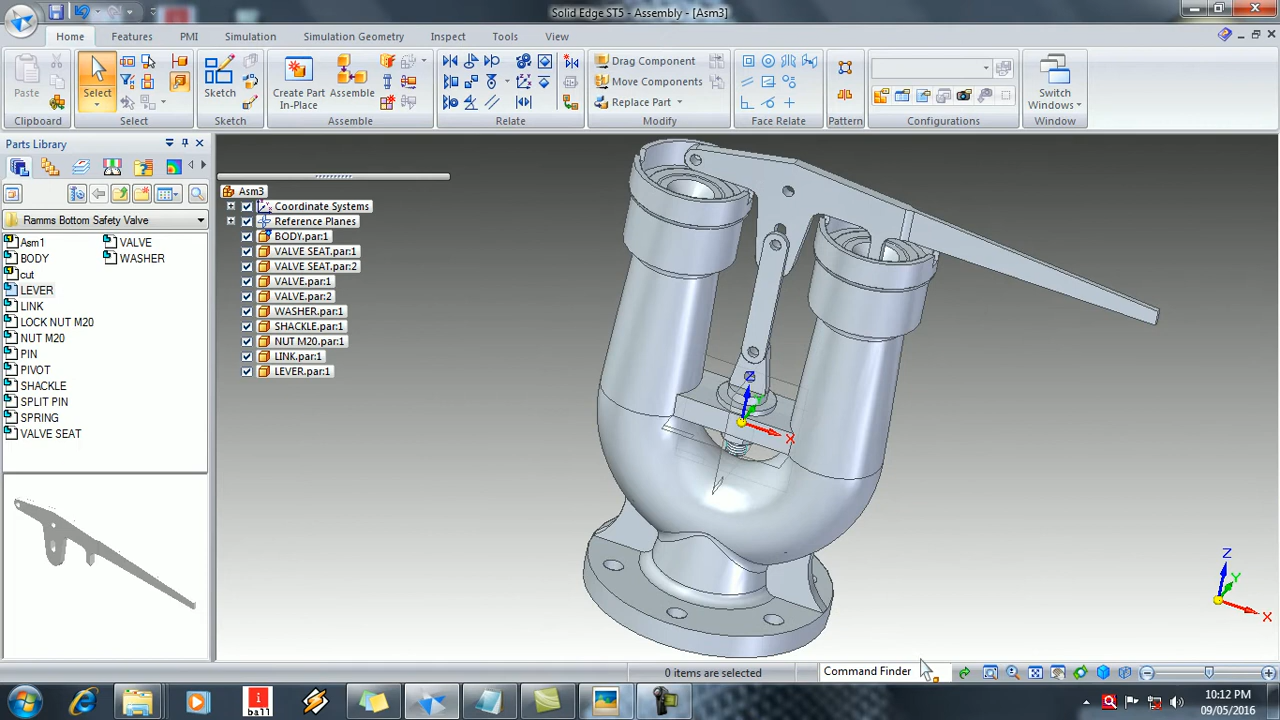 Solid Edge ST5 - Assembly - [Asm3]
Home Features PMI Simulation Simulation Geometry Inspect Tools View
Paste
Clipboard
Select
Select
Sketch
Sketch
Create Part In-Place
Assemble
Assemble
Relate
Drag Component
Move Components
Replace Part
Modify
Face Relate
Pattern
Configurations
Switch Windows
Window
Parts Library
Ramms Bottom Safety Valve
Asm1
BODY
cut
LEVER
LINK
LOCK NUT M20
NUT M20
PIN
PIVOT
SHACKLE
SPLIT PIN
SPRING
VALVE SEAT
VALVE
WASHER
Asm3
Coordinate Systems
Reference Planes
BODY.par:1
VALVE SEAT.par:1
VALVE SEAT.par:2
VALVE.par:1
VALVE.par:2
WASHER.par:1
SHACKLE.par:1
NUT M20.par:1
LINK.par:1
LEVER.par:1
Z
X
Z
Y
X
0 items are selected
Command Finder
i
ball
10:12 PM
09/05/2016